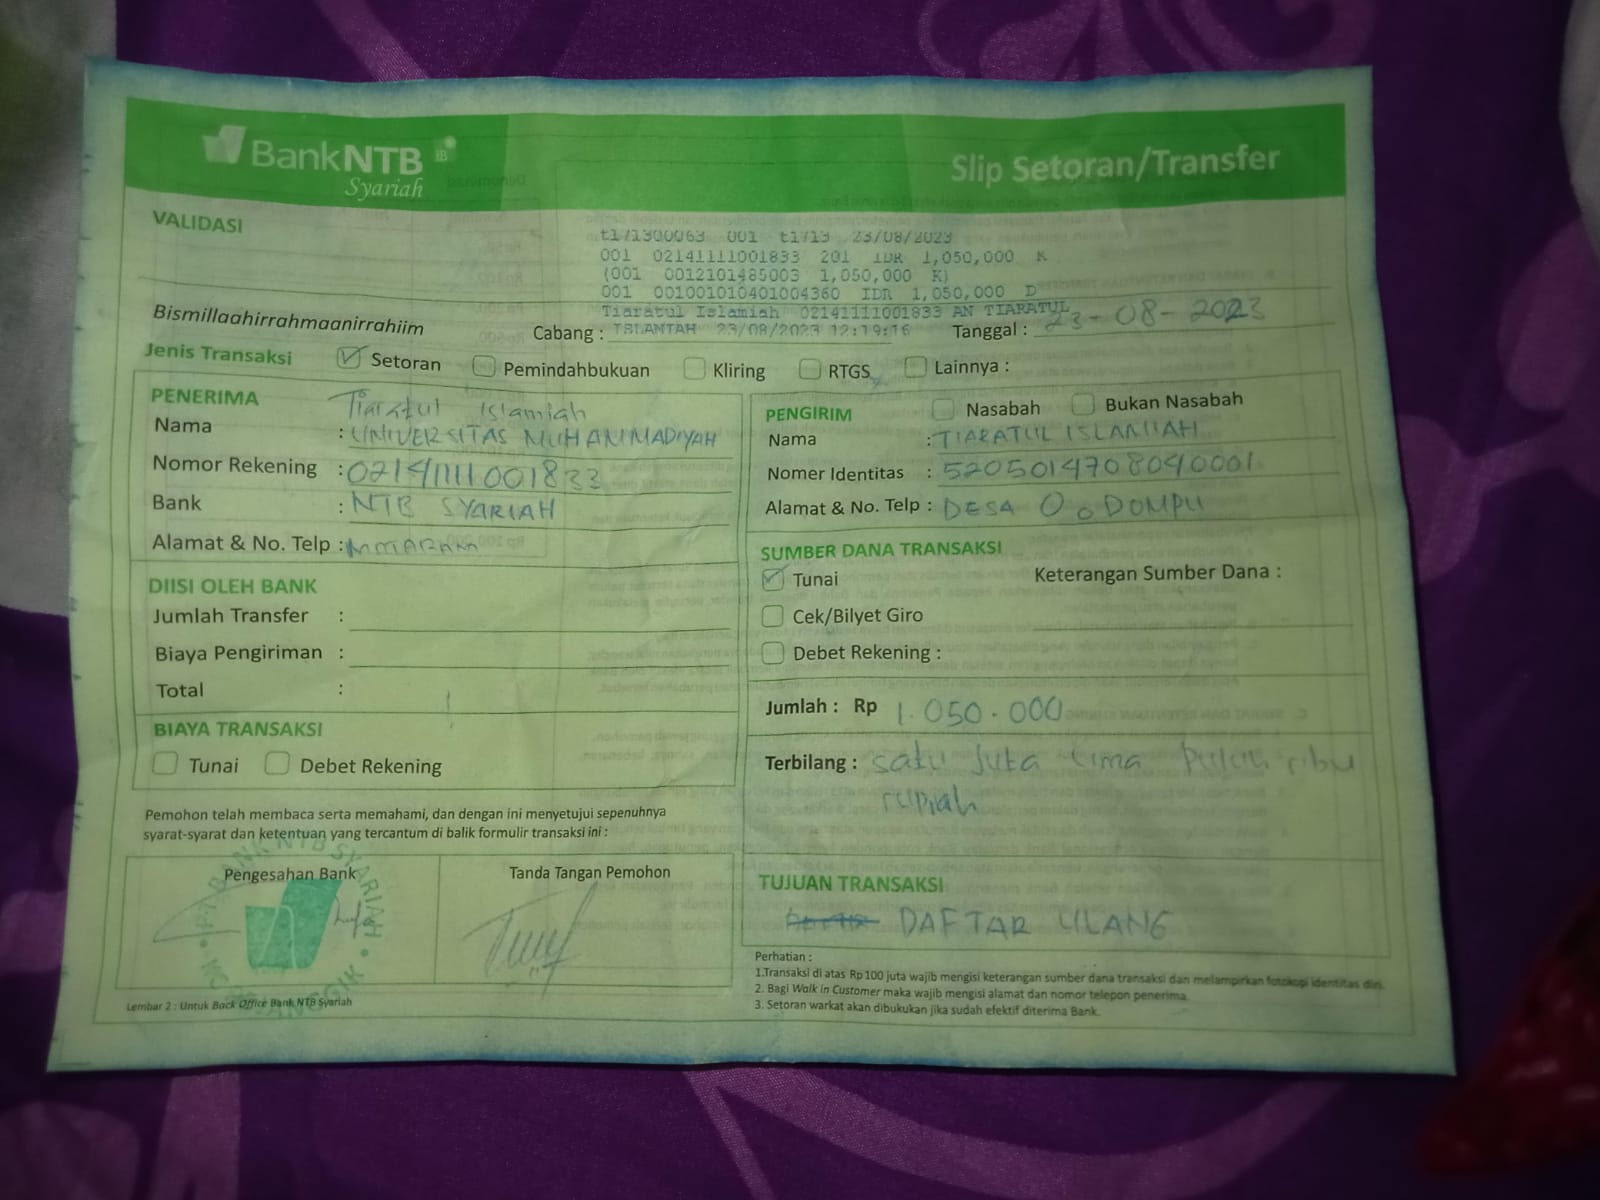 BankNTB iB
Syariah
Slip Setoran/Transfer
VALIDASI
t171300063 001 t1713 23/08/2023
001 02141111001833 201 IDR 1,050,000 K
(001 0012101485003 1,050,000 K)
001 001001010401004360 IDR 1,050,000 D
Tiaratul Islamiah 02141111001833 AN TIARATUL
Bismillaahirrahmaanirrahiim
Cabang : ISLAMIAH 23/08/2023 12:19:16 Tanggal : 23-08-2023
Jenis Transaksi Setoran Pemindahbukuan Kliring RTGS Lainnya :
PENERIMA
Tiaratul Islamiah
Nama : UNIVERSITAS MUHAMMADIYAH
Nomor Rekening : 02141111001833
Bank : NTB SYARIAH
Alamat & No. Telp : MATARAM
PENGIRIM Nasabah Bukan Nasabah
Nama : TIARATUL ISLAMIAH
Nomer Identitas : 5205014708040001
Alamat & No. Telp : DESA O,o DOMPU
DIISI OLEH BANK
Jumlah Transfer :
Biaya Pengiriman :
Total :
SUMBER DANA TRANSAKSI
Tunai Keterangan Sumber Dana :
Cek/Bilyet Giro
Debet Rekening :
BIAYA TRANSAKSI
Tunai Debet Rekening
Jumlah : Rp 1.050.000
Terbilang : satu juta lima puluh ribu
rupiah
Pemohon telah membaca serta memahami, dan dengan ini menyetujui sepenuhnya
syarat-syarat dan ketentuan yang tercantum di balik formulir transaksi ini :
Pengesahan Bank
Tanda Tangan Pemohon
PT. BANK NTB SYARIAH
Lembar 2 : Untuk Back Office Bank NTB Syariah
TUJUAN TRANSAKSI
DAFTAR ULANG
Perhatian :
1.Transaksi di atas Rp 100 juta wajib mengisi keterangan sumber dana transaksi dan melampirkan fotokopi identitas diri.
2. Bagi Walk in Customer maka wajib mengisi alamat dan nomor telepon penerima.
3. Setoran warkat akan dibukukan jika sudah efektif diterima Bank.